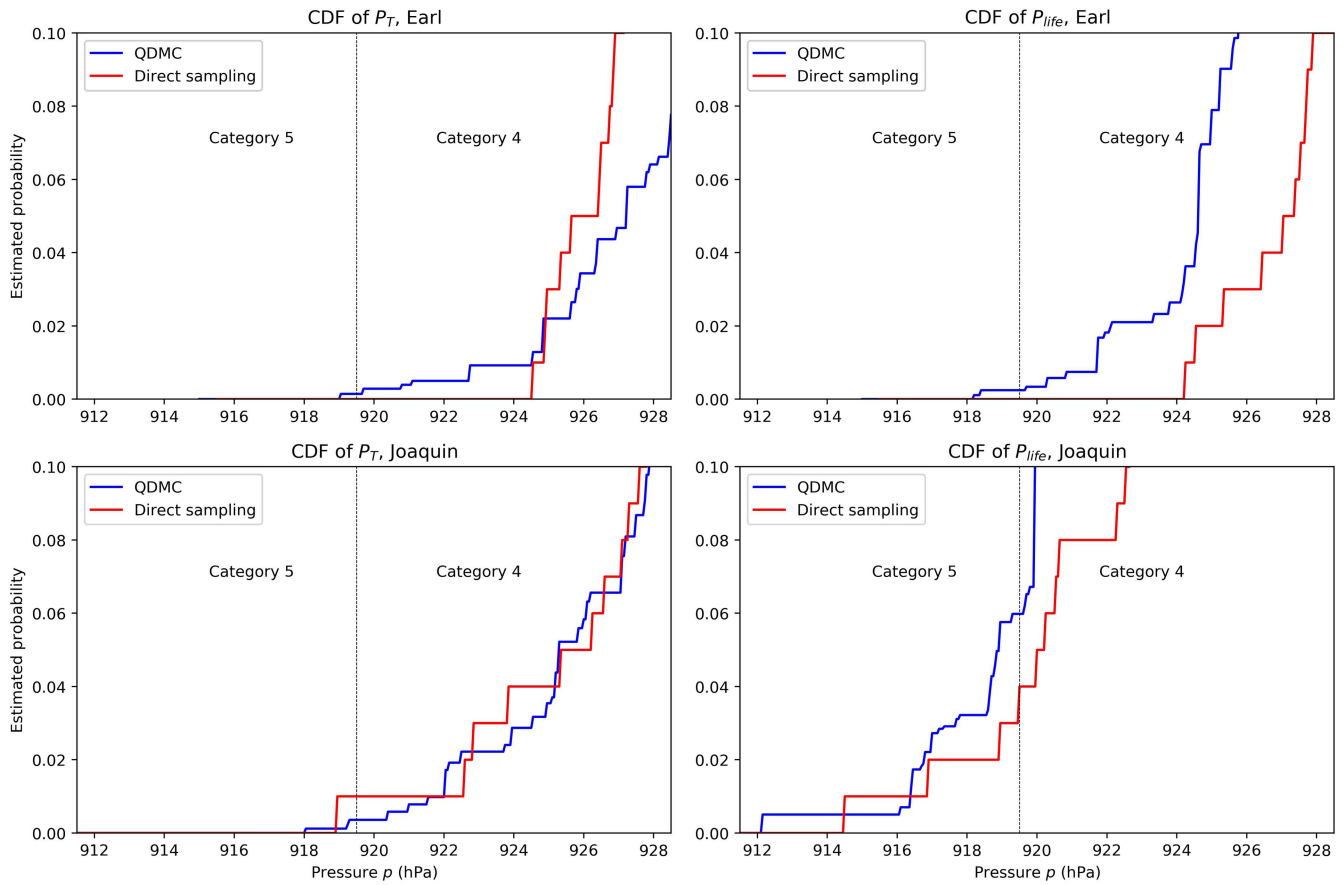 CDF of P_T, Earl
QDMC
Direct sampling
Category 5
Category 4
Estimated probability
0.10
0.08
0.06
0.04
0.02
0.00
912 914 916 918 920 922 924 926 928
CDF of P_life, Earl
QDMC
Direct sampling
Category 5
Category 4
0.10
0.08
0.06
0.04
0.02
0.00
912 914 916 918 920 922 924 926 928
CDF of P_T, Joaquin
QDMC
Direct sampling
Category 5
Category 4
Estimated probability
0.10
0.08
0.06
0.04
0.02
0.00
912 914 916 918 920 922 924 926 928
Pressure p (hPa)
CDF of P_life, Joaquin
QDMC
Direct sampling
Category 5
Category 4
0.10
0.08
0.06
0.04
0.02
0.00
912 914 916 918 920 922 924 926 928
Pressure p (hPa)